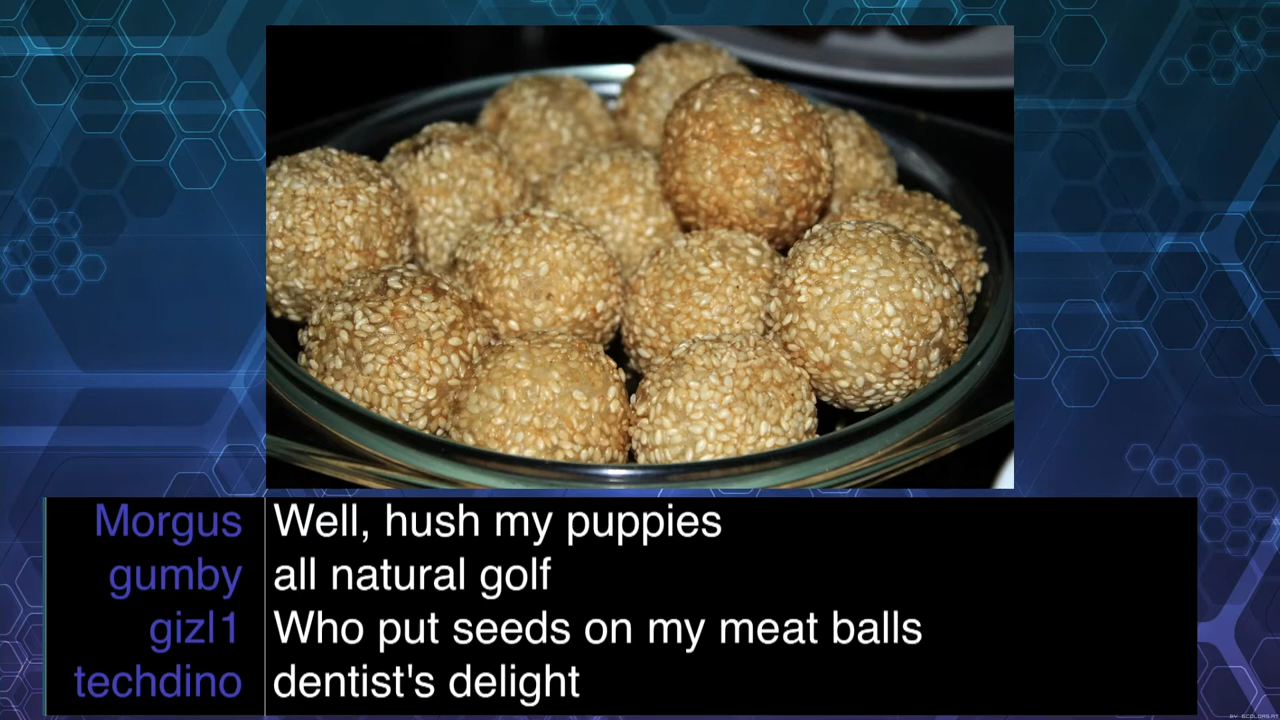 Morgus Well, hush my puppies
gumby all natural golf
gizl1 Who put seeds on my meat balls
techdino dentist's delight